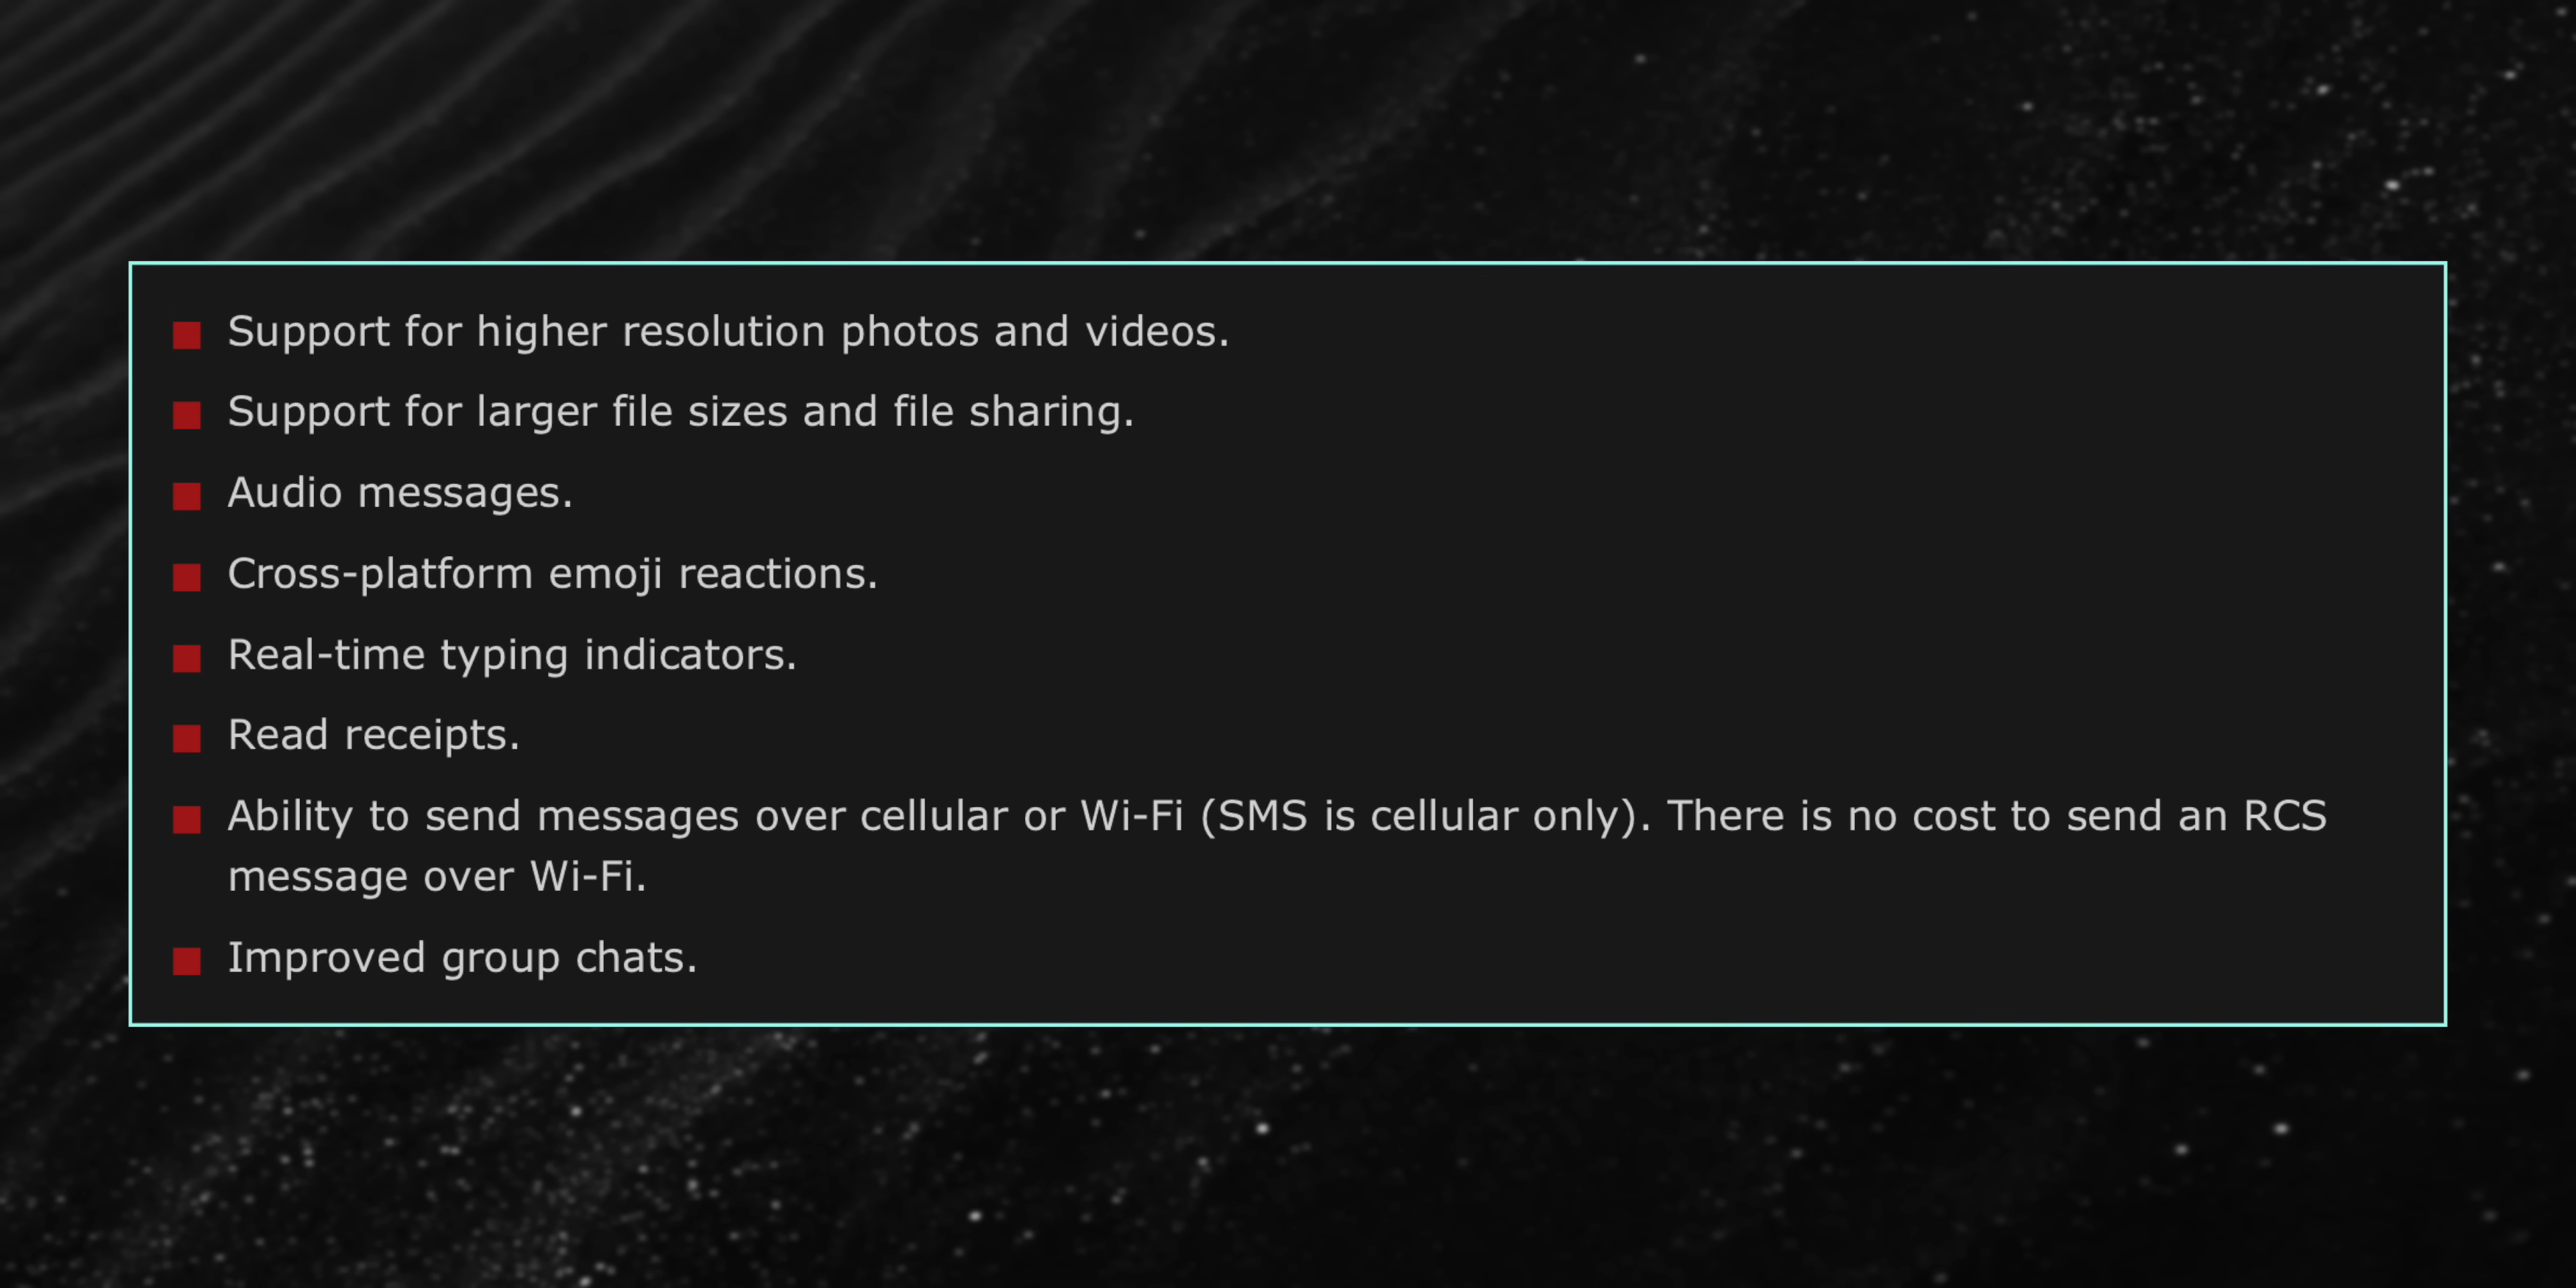 Support for higher resolution photos and videos.
Support for larger file sizes and file sharing.
Audio messages.
Cross-platform emoji reactions.
Real-time typing indicators.
Read receipts.
Ability to send messages over cellular or Wi-Fi (SMS is cellular only). There is no cost to send an RCS
message over Wi-Fi.
Improved group chats.